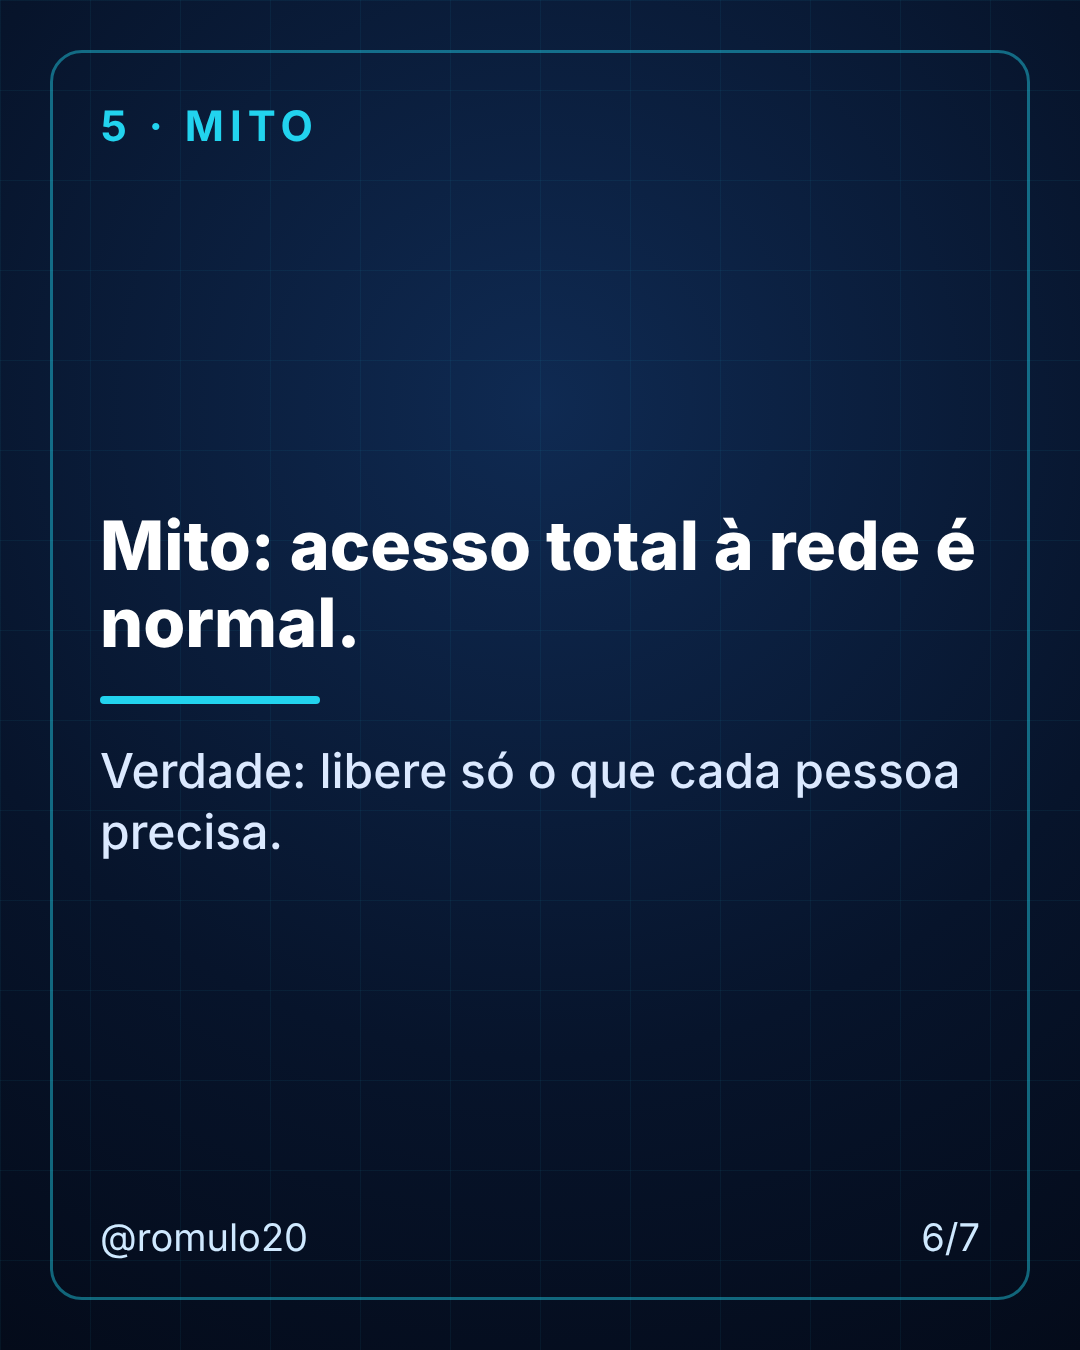 5 · MITO
Mito: acesso total à rede é
normal.
Verdade: libere só o que cada pessoa
precisa.
@romulo20
6/7